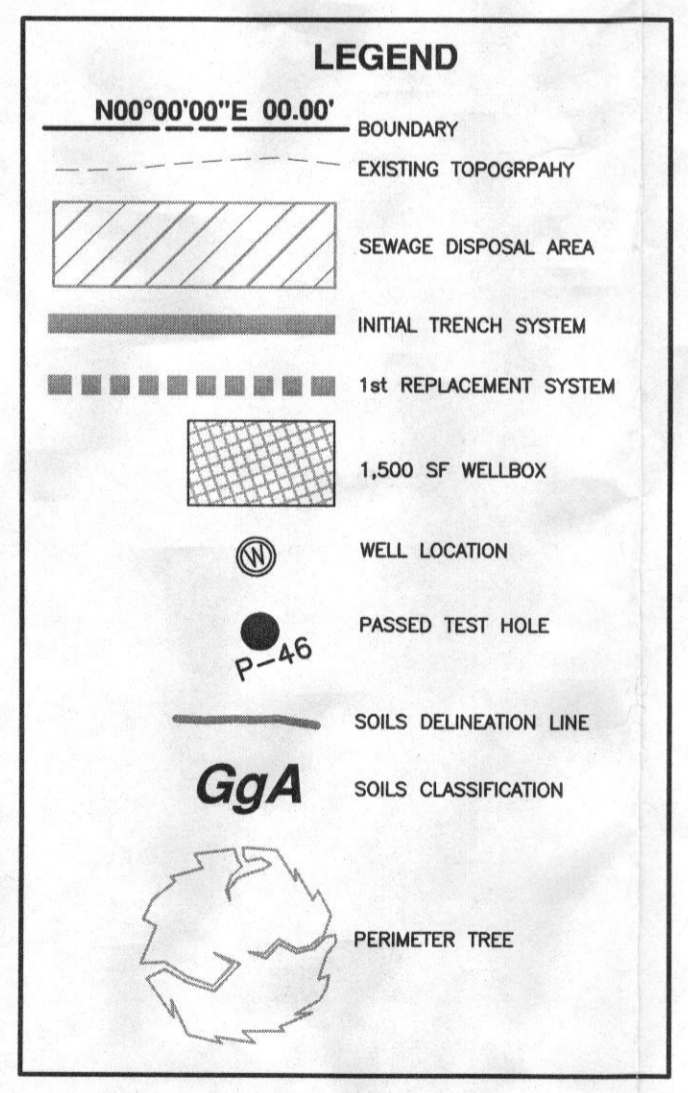 LEGEND
N00°00'00"E 00.00'
BOUNDARY
EXISTING TOPOGRPAHY
SEWAGE DISPOSAL AREA
INITIAL TRENCH SYSTEM
1st REPLACEMENT SYSTEM
1,500 SF WELLBOX
W
WELL LOCATION
PASSED TEST HOLE
P-46
SOILS DELINEATION LINE
GgA
SOILS CLASSIFICATION
PERIMETER TREE